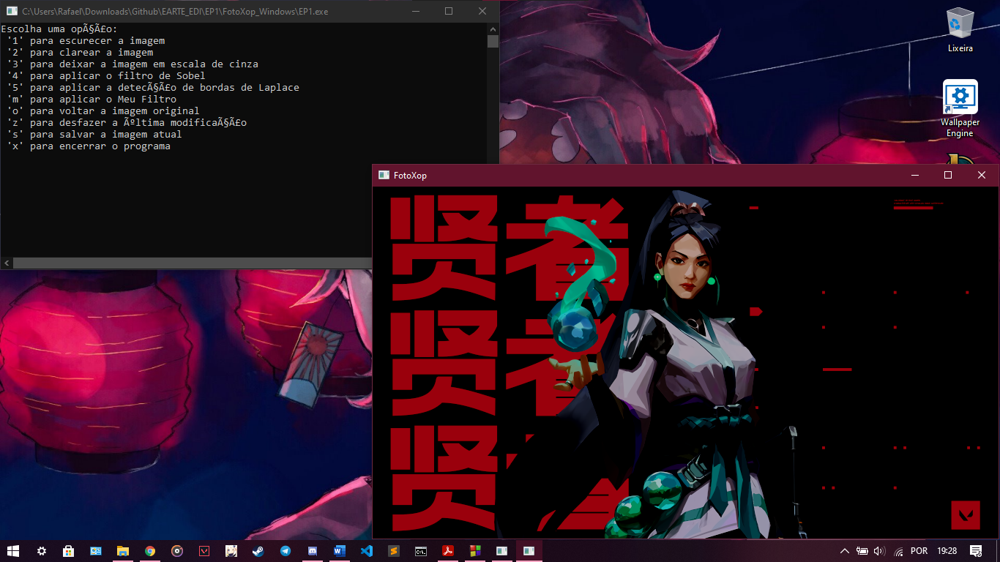 C:\Users\Rafael\Downloads\Github\EARTE_EDI\EP1\FotoXop_Windows\EP1.exe
Escolha uma opÃ§Ã£o:
'1' para escurecer a imagem
'2' para clarear a imagem
'3' para deixar a imagem em escala de cinza
'4' para aplicar o filtro de Sobel
'5' para aplicar a detecÃ§Ã£o de bordas de Laplace
'm' para aplicar o Meu Filtro
'o' para voltar a imagem original
'z' para desfazer a Ãºltima modificaÃ§Ã£o
's' para salvar a imagem atual
'x' para encerrar o programa
Lixeira
Wallpaper
Engine
FotoXop
贤者
贤者
贤
POR
19:28